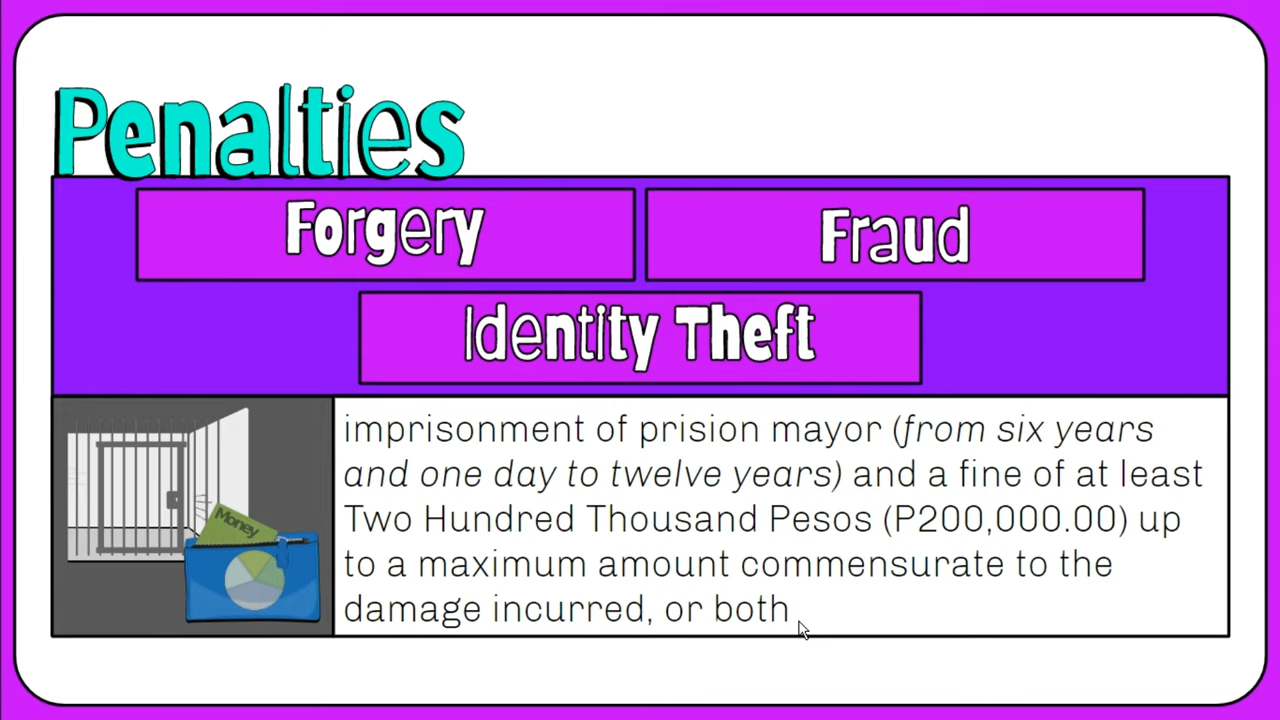 Penalties
Forgery
Fraud
Identity Theft
Money
imprisonment of prision mayor (from six years
and one day to twelve years) and a fine of at least
Two Hundred Thousand Pesos (P200,000.00) up
to a maximum amount commensurate to the
damage incurred, or both